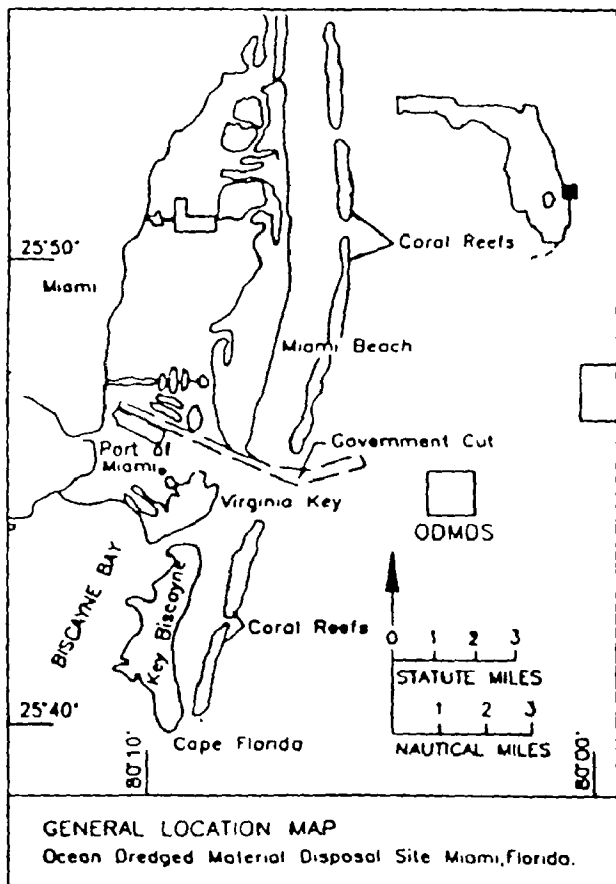 25°50'
Coral Reefs
Miami
Miami Beach
Port of
Miami
Government Cut
Virginia Key
ODMDS
BISCAYNE BAY
Key Biscayne
Coral Reefs
0 1 2 3
STATUTE MILES
1 2 3
NAUTICAL MILES
25°40'
Cape Florida
80°10'
80°00'
GENERAL LOCATION MAP
Ocean Dredged Material Disposal Site Miami, Florida.